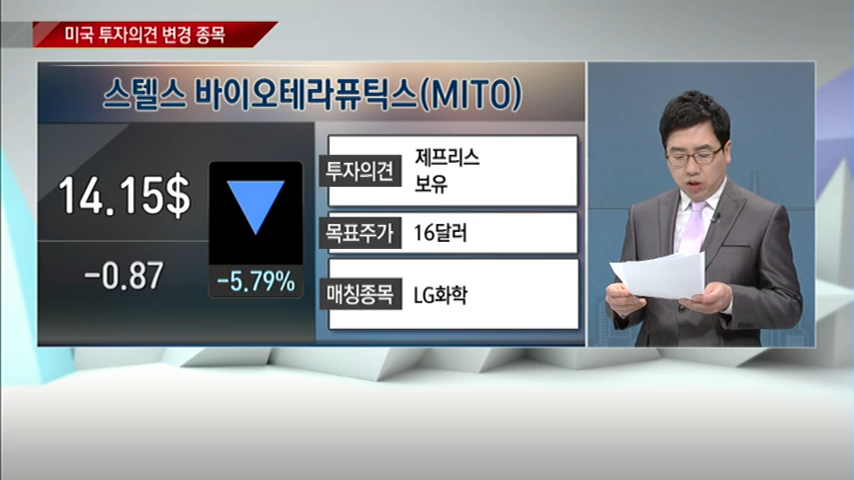 미국 투자의견 변경 종목
스텔스 바이오테라퓨틱스(MITO)
14.15$
-0.87
-5.79%
투자의견
제프리스
보유
목표주가
16달러
매칭종목
LG화학